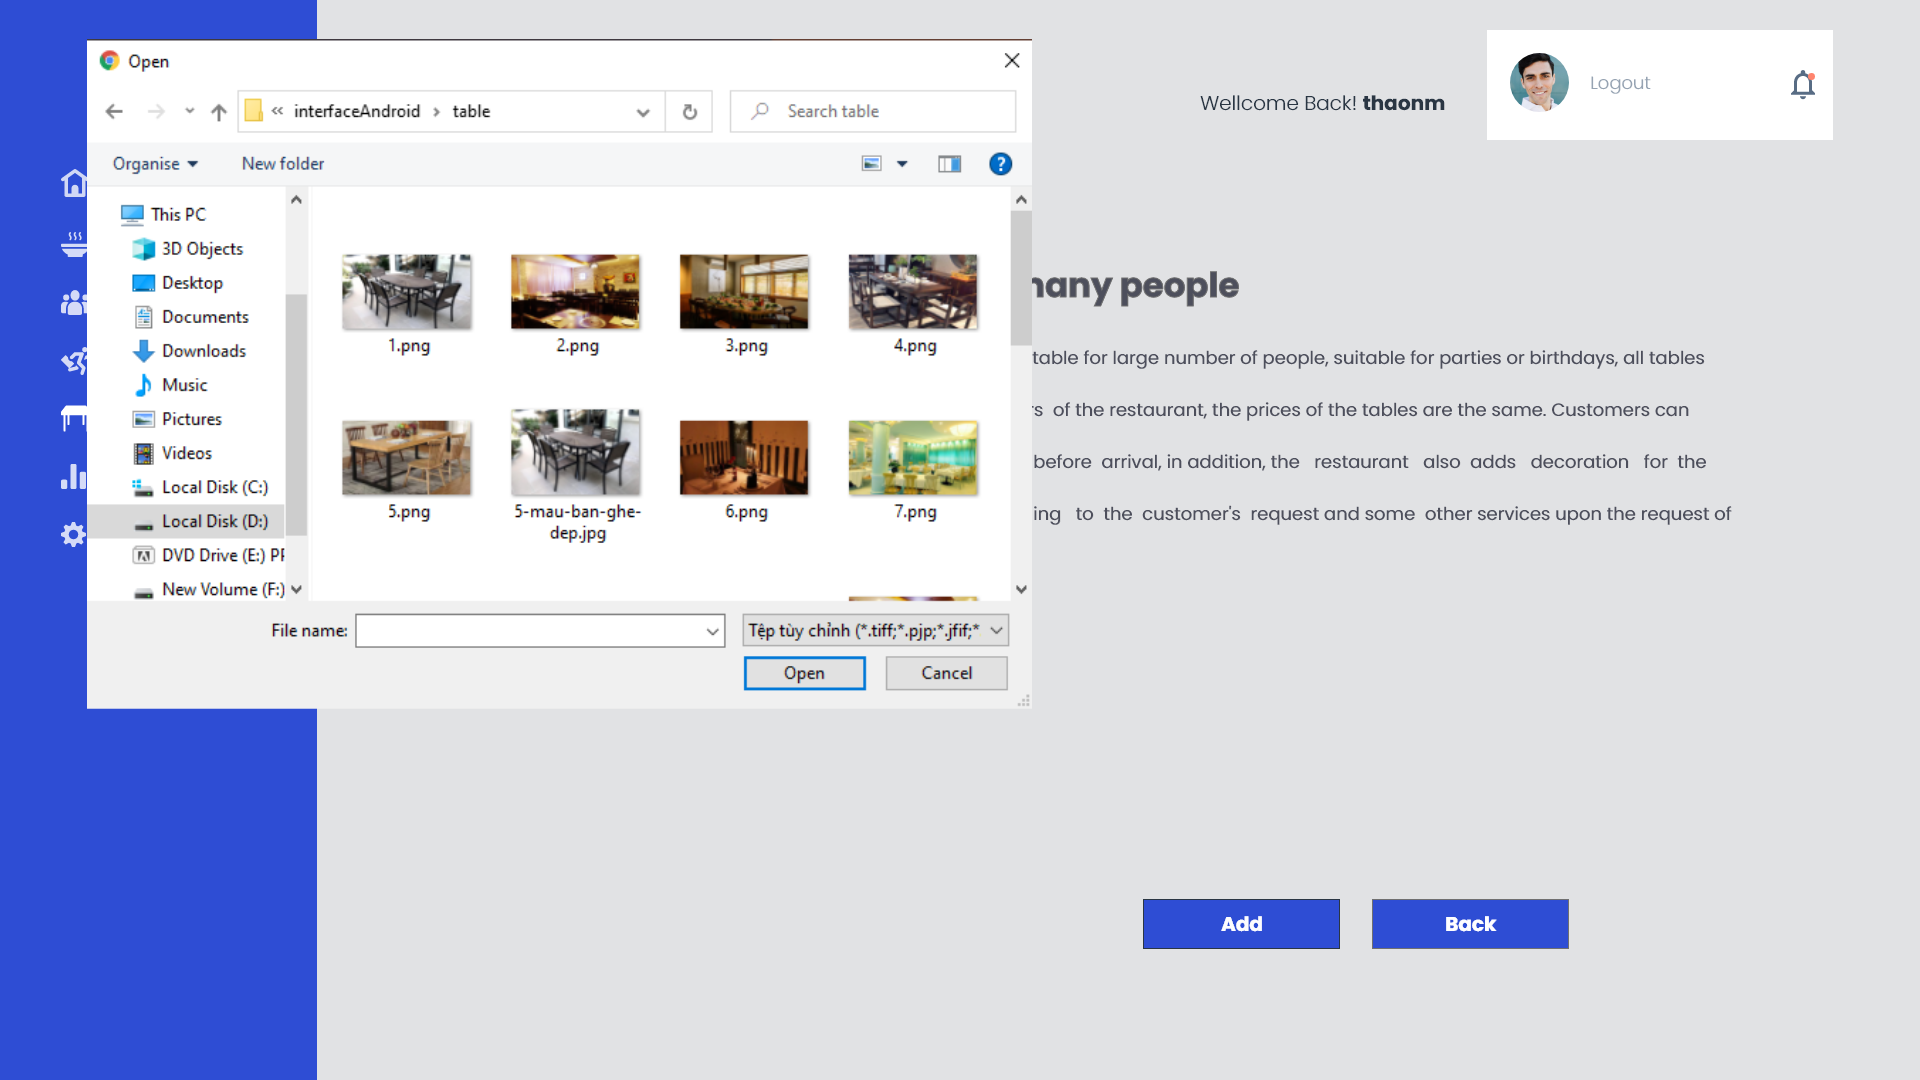 Open
« interfaceAndroid › table
Search table
Organise
New folder
This PC
3D Objects
Desktop
Documents
Downloads
Music
Pictures
Videos
Local Disk (C:)
Local Disk (D:)
DVD Drive (E:)
New Volume (F:)
1.png
2.png
3.png
4.png
5.png
5-mau-ban-ghe-
dep.jpg
6.png
7.png
File name:
Tệp tùy chỉnh (*.tiff;*.pjp;*.jfif;*
Open
Cancel
Wellcome Back! thaonm
Logout
people
table for large number of people, suitable for parties or birthdays, all tables
of the restaurant, the prices of the tables are the same. Customers can
before arrival, in addition, the restaurant also adds decoration for the
to the customer's request and some other services upon the request of
Add
Back